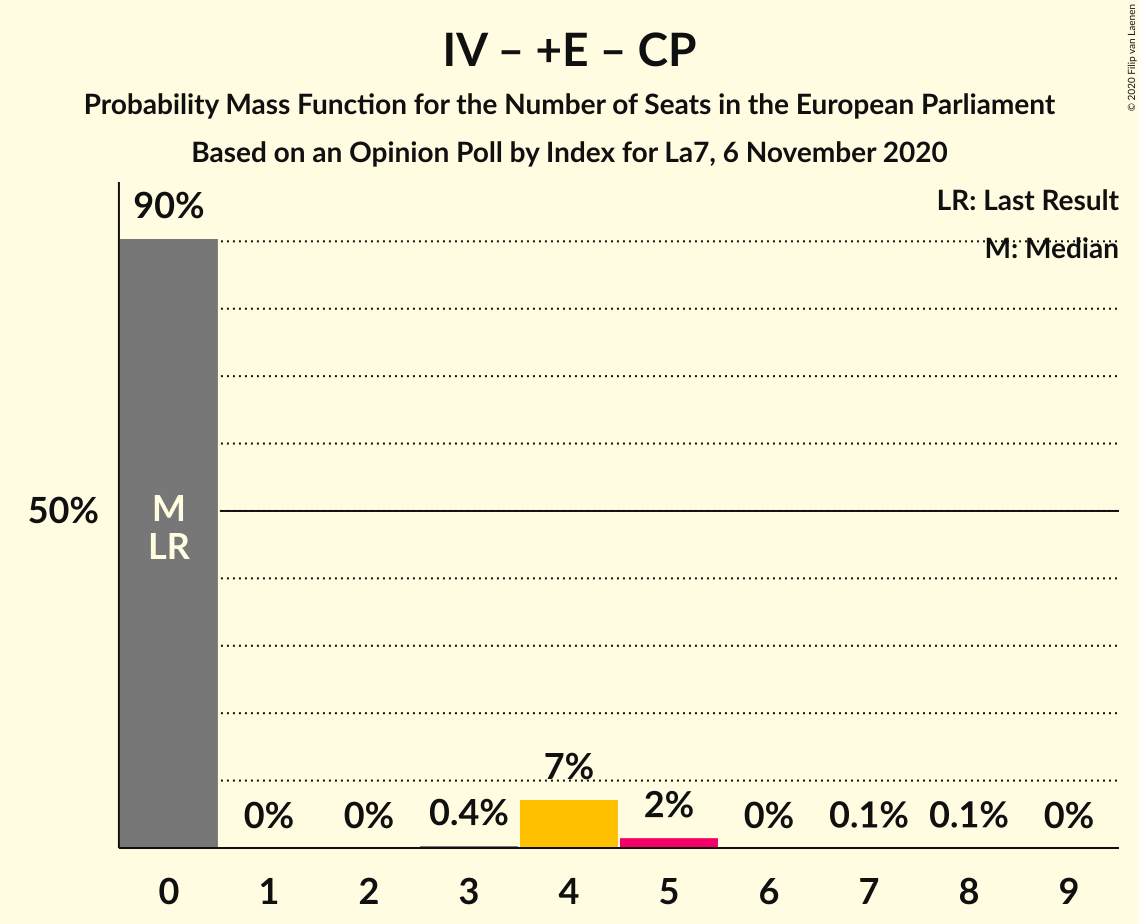 IV – +E – CP
Probability Mass Function for the Number of Seats in the European Parliament
Based on an Opinion Poll by Index for La7, 6 November 2020
© 2020 Filip van Laenen
LR: Last Result
M: Median
90%
50%
M
LR
0% 0% 0.4% 7% 2% 0% 0.1% 0.1% 0%
0 1 2 3 4 5 6 7 8 9